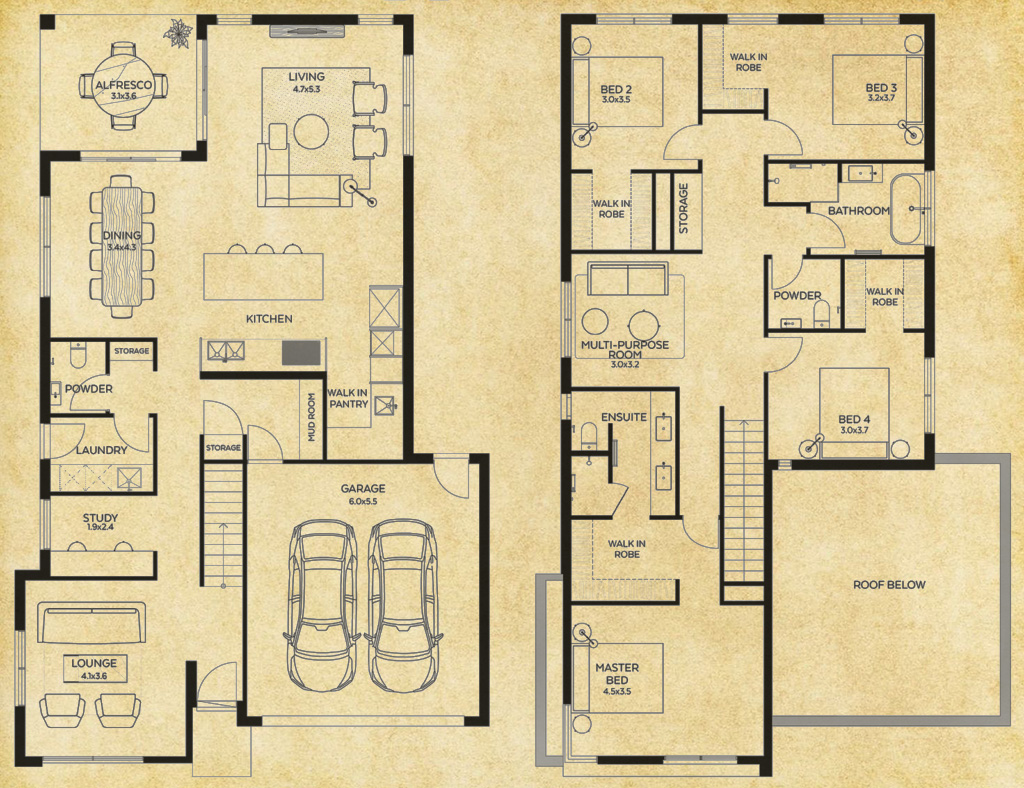 ALFRESCO
3.1x3.6
LIVING
4.7x5.3
DINING
3.4x4.3
KITCHEN
STORAGE
POWDER
WALK IN
PANTRY
MUD ROOM
LAUNDRY
STORAGE
STUDY
1.9x2.4
GARAGE
6.0x5.5
LOUNGE
4.1x3.6
BED 2
3.0x3.5
WALK IN
ROBE
BED 3
3.2x3.7
WALK IN
ROBE
STORAGE
BATHROOM
POWDER
WALK IN
ROBE
MULTI-PURPOSE
ROOM
3.0x3.2
BED 4
3.0x3.7
ENSUITE
WALK IN
ROBE
ROOF BELOW
MASTER
BED
4.5x3.5